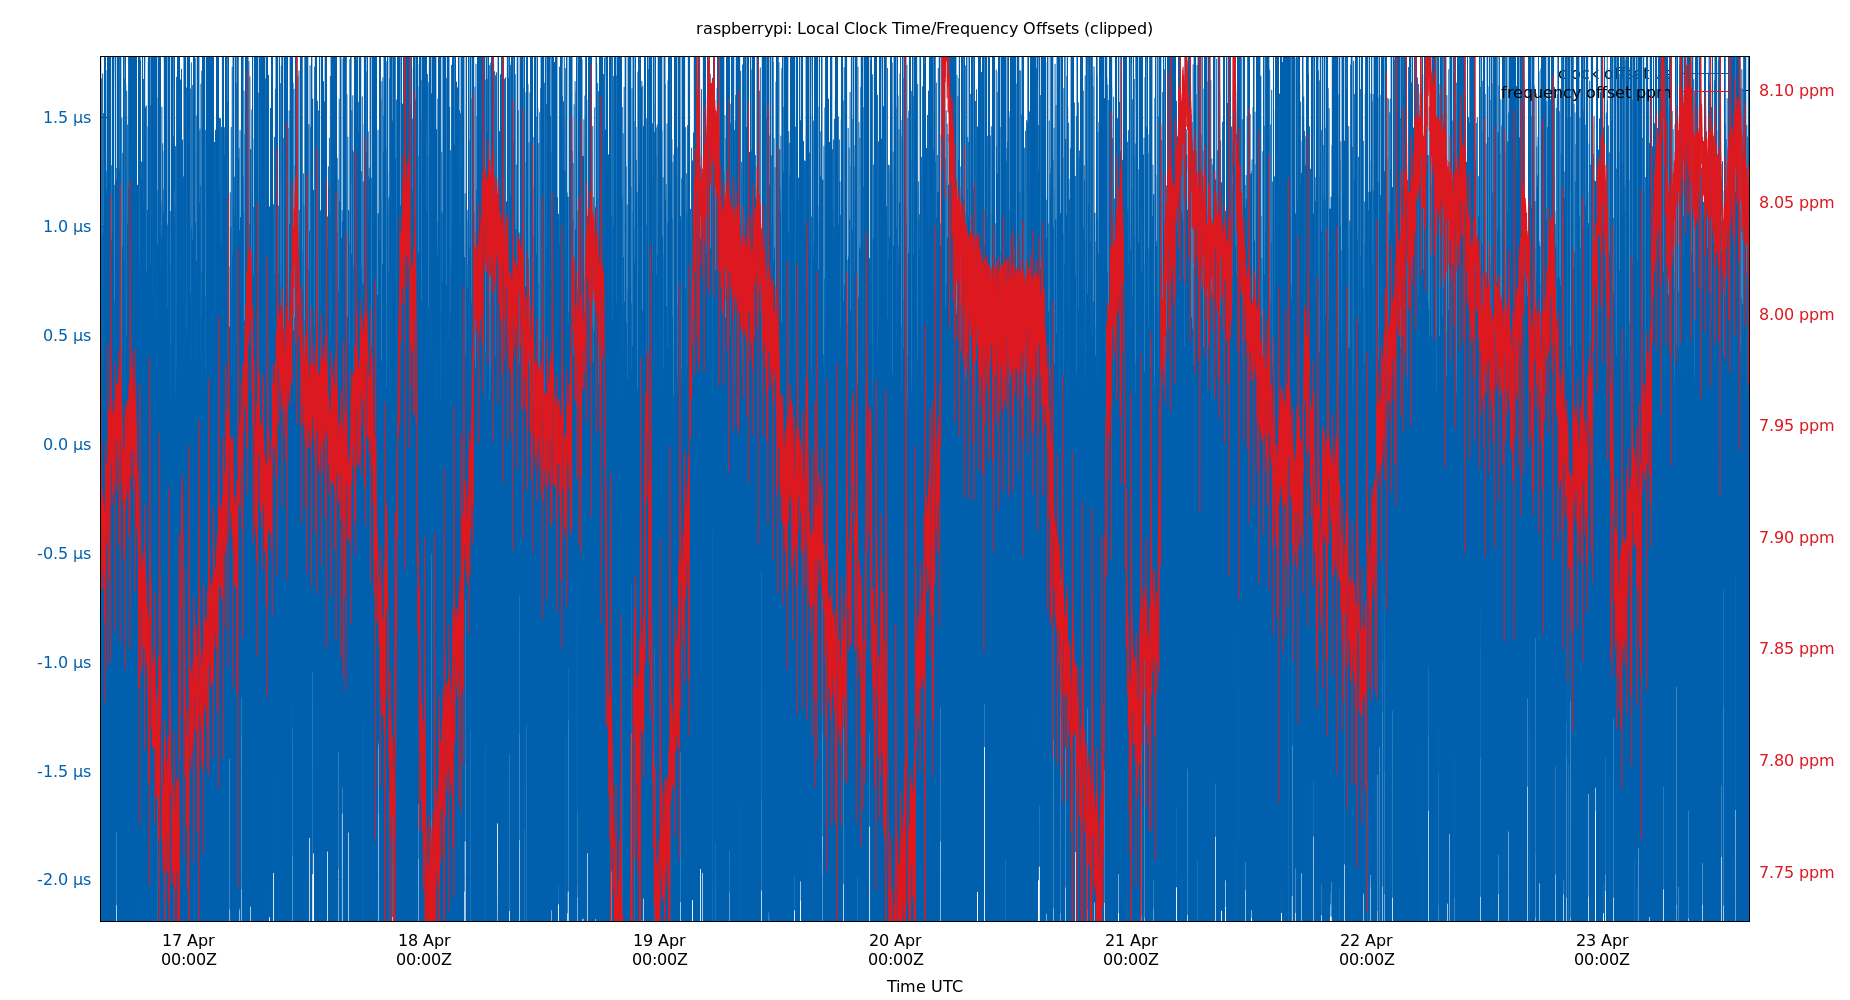 raspberrypi: Local Clock Time/Frequency Offsets (clipped)
clock offset
frequency offset ppm
1.5 µs
1.0 µs
0.5 µs
0.0 µs
-0.5 µs
-1.0 µs
-1.5 µs
-2.0 µs
8.10 ppm
8.05 ppm
8.00 ppm
7.95 ppm
7.90 ppm
7.85 ppm
7.80 ppm
7.75 ppm
17 Apr
00:00Z
18 Apr
00:00Z
19 Apr
00:00Z
20 Apr
00:00Z
21 Apr
00:00Z
22 Apr
00:00Z
23 Apr
00:00Z
Time UTC